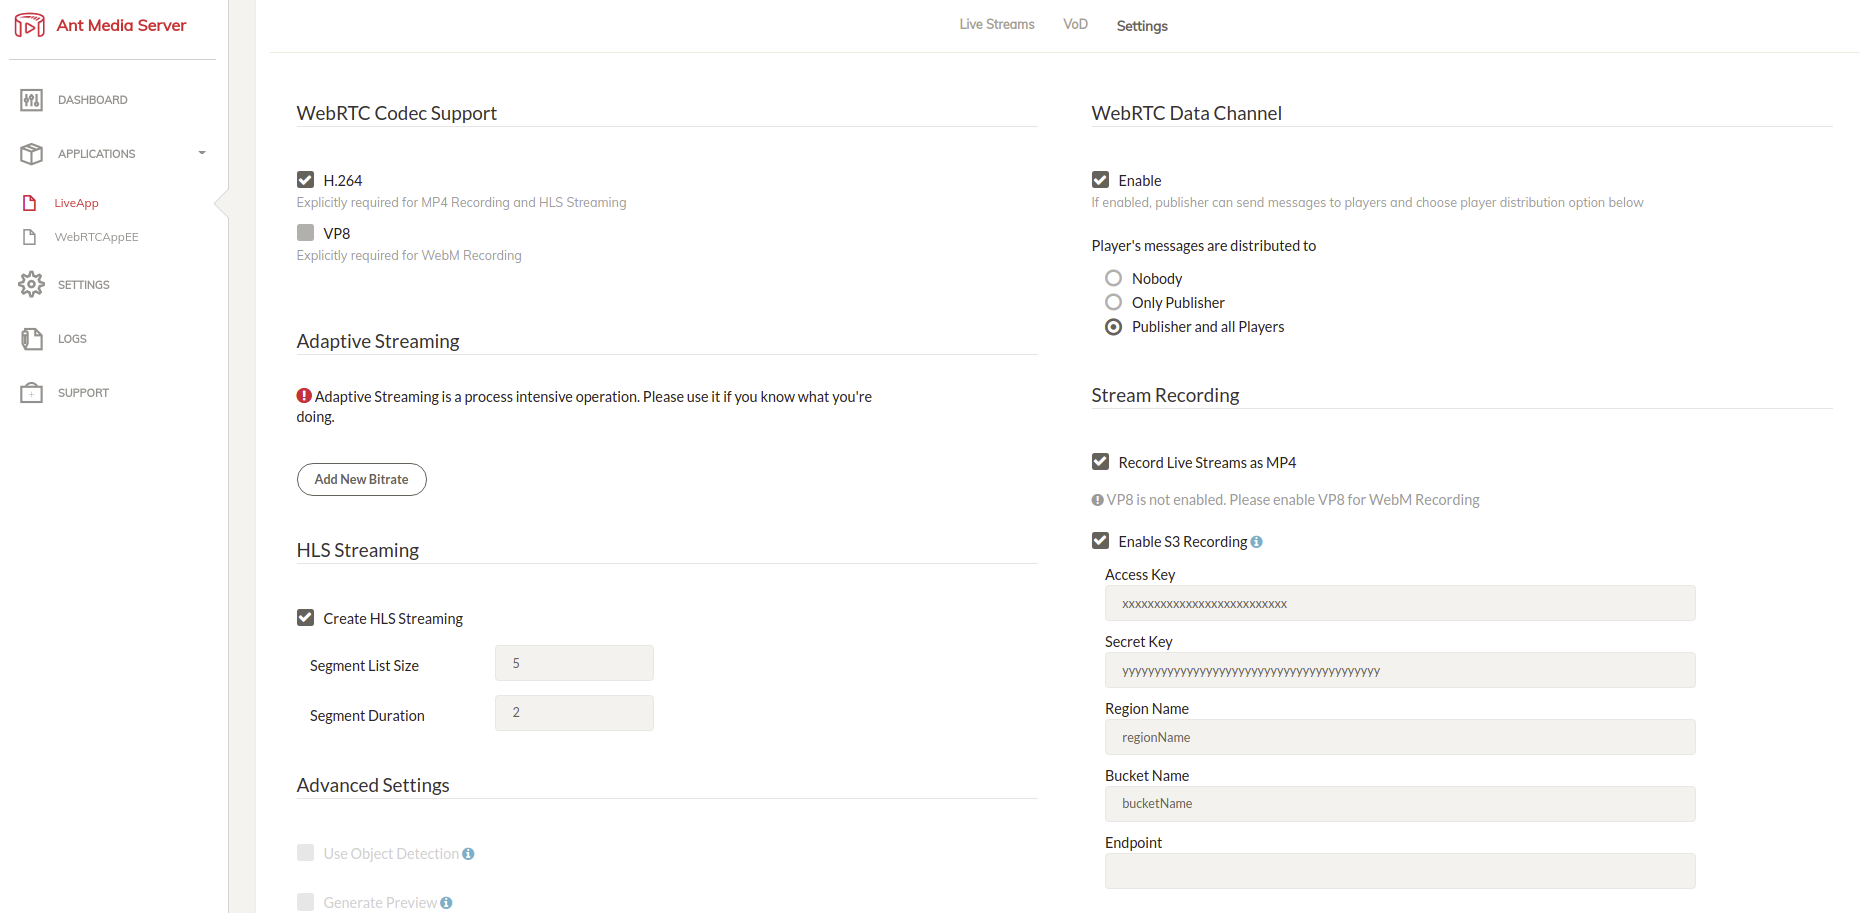 Ant Media Server
DASHBOARD
APPLICATIONS
LiveApp
WebRTCAppEE
SETTINGS
LOGS
SUPPORT
Live Streams
VoD
Settings
WebRTC Codec Support
H.264
Explicitly required for MP4 Recording and HLS Streaming
VP8
Explicitly required for WebM Recording
Adaptive Streaming
Adaptive Streaming is a process intensive operation. Please use it if you know what you're
doing.
Add New Bitrate
HLS Streaming
Create HLS Streaming
Segment List Size
5
Segment Duration
2
Advanced Settings
Use Object Detection
Generate Preview
WebRTC Data Channel
Enable
If enabled, publisher can send messages to players and choose player distribution option below
Player's messages are distributed to
Nobody
Only Publisher
Publisher and all Players
Stream Recording
Record Live Streams as MP4
VP8 is not enabled. Please enable VP8 for WebM Recording
Enable S3 Recording
Access Key
xxxxxxxxxxxxxxxxxxxxxxxxxx
Secret Key
yyyyyyyyyyyyyyyyyyyyyyyyyyyyyyyyyyyyyyyy
Region Name
regionName
Bucket Name
bucketName
Endpoint